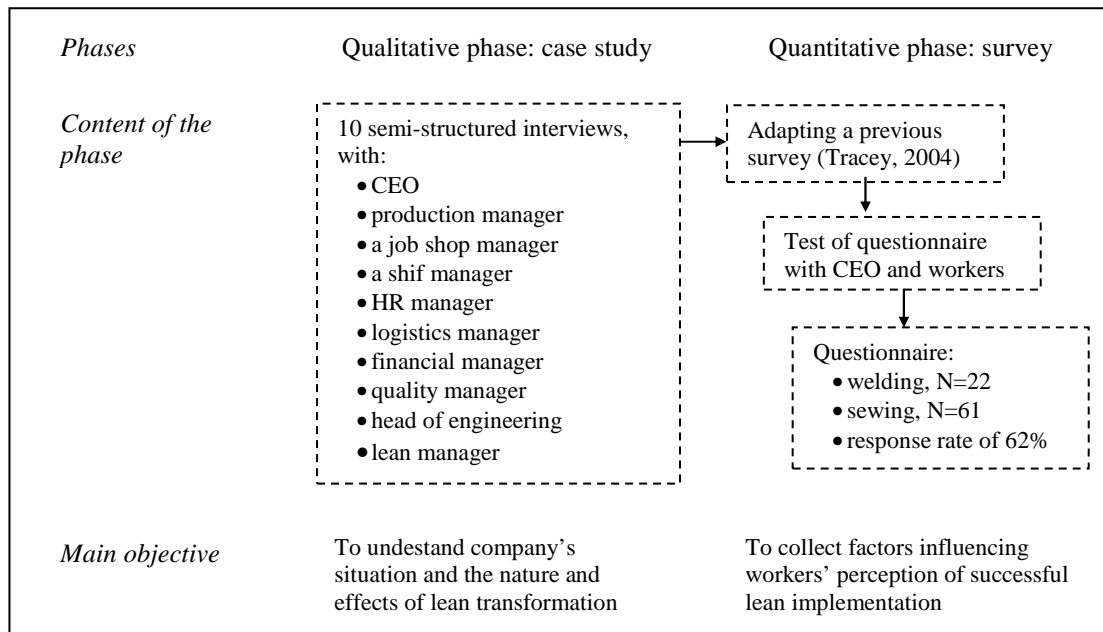 Phases
Qualitative phase: case study
Quantitative phase: survey
Content of the
phase
10 semi-structured interviews,
with:
• CEO
• production manager
• a job shop manager
• a shif manager
• HR manager
• logistics manager
• financial manager
• quality manager
• head of engineering
• lean manager
Adapting a previous
survey (Tracey, 2004)
Test of questionnaire
with CEO and workers
Questionnaire:
• welding, N=22
• sewing, N=61
• response rate of 62%
Main objective
To undestand company's
situation and the nature and
effects of lean transformation
To collect factors influencing
workers' perception of successful
lean implementation